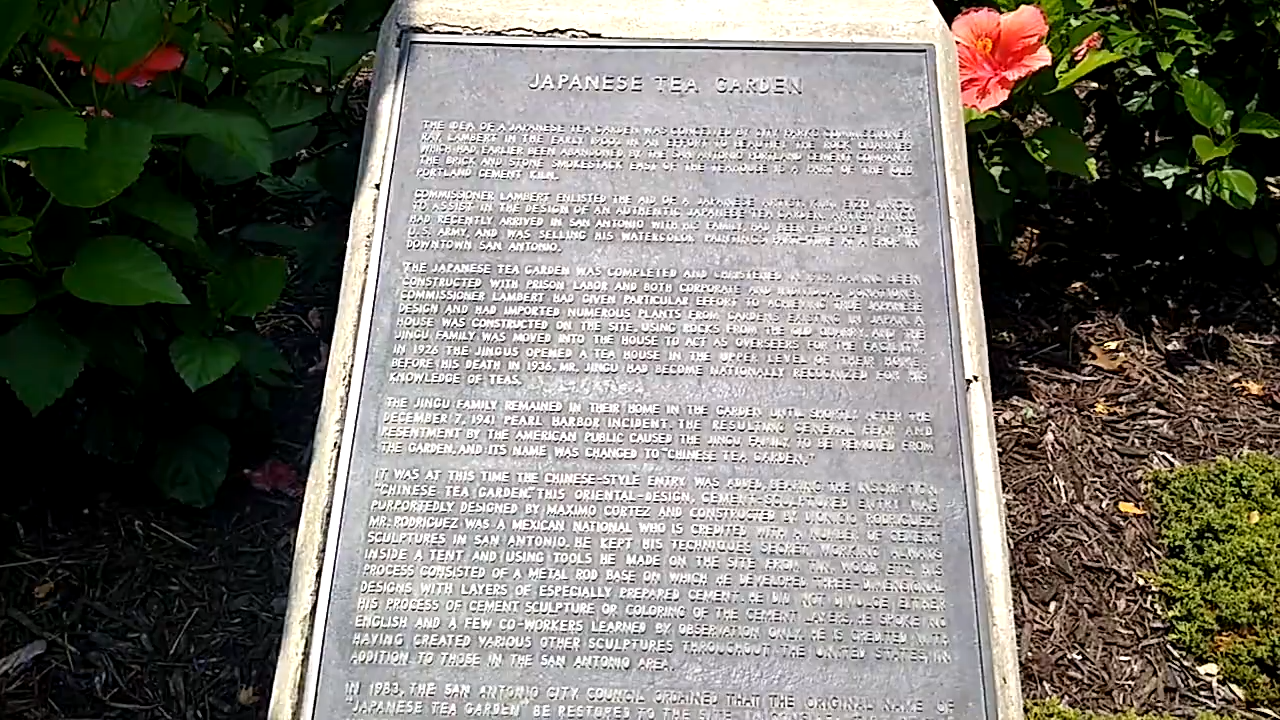 JAPANESE TEA GARDEN
THE IDEA OF A JAPANESE TEA GARDEN WAS CONCEIVED BY CITY PARKS COMMISSIONER
RAY LAMBERT IN THE EARLY 1900S IN AN EFFORT TO BEAUTIFY THE ROCK QUARRIES
WHICH HAD EARLIER BEEN ABANDONED BY THE SAN ANTONIO PORTLAND CEMENT COMPANY.
THE BRICK AND STONE SMOKESTACK EAST OF THE TEAHOUSE IS A PART OF THE OLD
PORTLAND CEMENT KILN.
COMMISSIONER LAMBERT ENLISTED THE AID OF A JAPANESE ARTIST, KIMI EIZO JINGU,
TO ASSIST IN THE DESIGN OF AN AUTHENTIC JAPANESE TEA GARDEN. ARTIST JINGU
HAD RECENTLY ARRIVED IN SAN ANTONIO WITH HIS FAMILY, HAD BEEN EMPLOYED BY THE
U.S. ARMY, AND WAS SELLING HIS WATERCOLOR PAINTINGS PART-TIME AT A SHOP IN
DOWNTOWN SAN ANTONIO.
THE JAPANESE TEA GARDEN WAS COMPLETED AND CHRISTENED IN HAVING BEEN
CONSTRUCTED WITH PRISON LABOR AND BOTH CORPORATE AND INDIVIDUAL DONATIONS.
COMMISSIONER LAMBERT HAD GIVEN PARTICULAR EFFORT TO ACHIEVING TRUE JAPANESE
DESIGN AND HAD IMPORTED NUMEROUS PLANTS FROM GARDENS EXISTING IN JAPAN. A
HOUSE WAS CONSTRUCTED ON THE SITE, USING ROCKS FROM THE OLD QUARRY, AND THE
JINGU FAMILY WAS MOVED INTO THE HOUSE TO ACT AS OVERSEERS FOR THE FACILITY.
IN 1926 THE JINGUS OPENED A TEA HOUSE IN THE UPPER LEVEL OF THEIR HOME.
BEFORE HIS DEATH IN 1936, MR. JINGU HAD BECOME NATIONALLY RECOGNIZED FOR HIS
KNOWLEDGE OF TEAS.
THE JINGU FAMILY REMAINED IN THEIR HOME IN THE GARDEN UNTIL SHORTLY AFTER THE
DECEMBER 7, 1941 PEARL HARBOR INCIDENT. THE RESULTING GENERAL FEAR AND
RESENTMENT BY THE AMERICAN PUBLIC CAUSED THE JINGU FAMILY TO BE REMOVED FROM
THE GARDEN, AND ITS NAME WAS CHANGED TO "CHINESE TEA GARDEN."
IT WAS AT THIS TIME THE CHINESE-STYLE ENTRY WAS ADDED, BEARING THE INSCRIPTION
"CHINESE TEA GARDEN." THIS ORIENTAL-DESIGN, CEMENT-SCULPTURED ENTRY WAS
PURPORTEDLY DESIGNED BY MAXIMO CORTEZ AND CONSTRUCTED BY DIONICIO RODRIGUEZ.
MR. RODRIGUEZ WAS A MEXICAN NATIONAL WHO IS CREDITED WITH A NUMBER OF CEMENT
SCULPTURES IN SAN ANTONIO. HE KEPT HIS TECHNIQUES SECRET, WORKING ALWAYS
INSIDE A TENT AND USING TOOLS HE MADE ON THE SITE FROM TIN, WOOD, ETC. HIS
PROCESS CONSISTED OF A METAL ROD BASE ON WHICH HE DEVELOPED THREE-DIMENSIONAL
DESIGNS WITH LAYERS OF ESPECIALLY PREPARED CEMENT. HE DID NOT DIVULGE EITHER
HIS PROCESS OF CEMENT SCULPTURE OR COLORING OF THE CEMENT LAYERS. HE SPOKE NO
ENGLISH AND A FEW CO-WORKERS LEARNED BY OBSERVATION ONLY. HE IS CREDITED WITH
HAVING CREATED VARIOUS OTHER SCULPTURES THROUGHOUT THE UNITED STATES, IN
ADDITION TO THOSE IN THE SAN ANTONIO AREA.
IN 1983, THE SAN ANTONIO CITY COUNCIL ORDAINED THAT THE ORIGINAL NAME OF
"JAPANESE TEA GARDEN" BE RESTORED TO THE SITE.